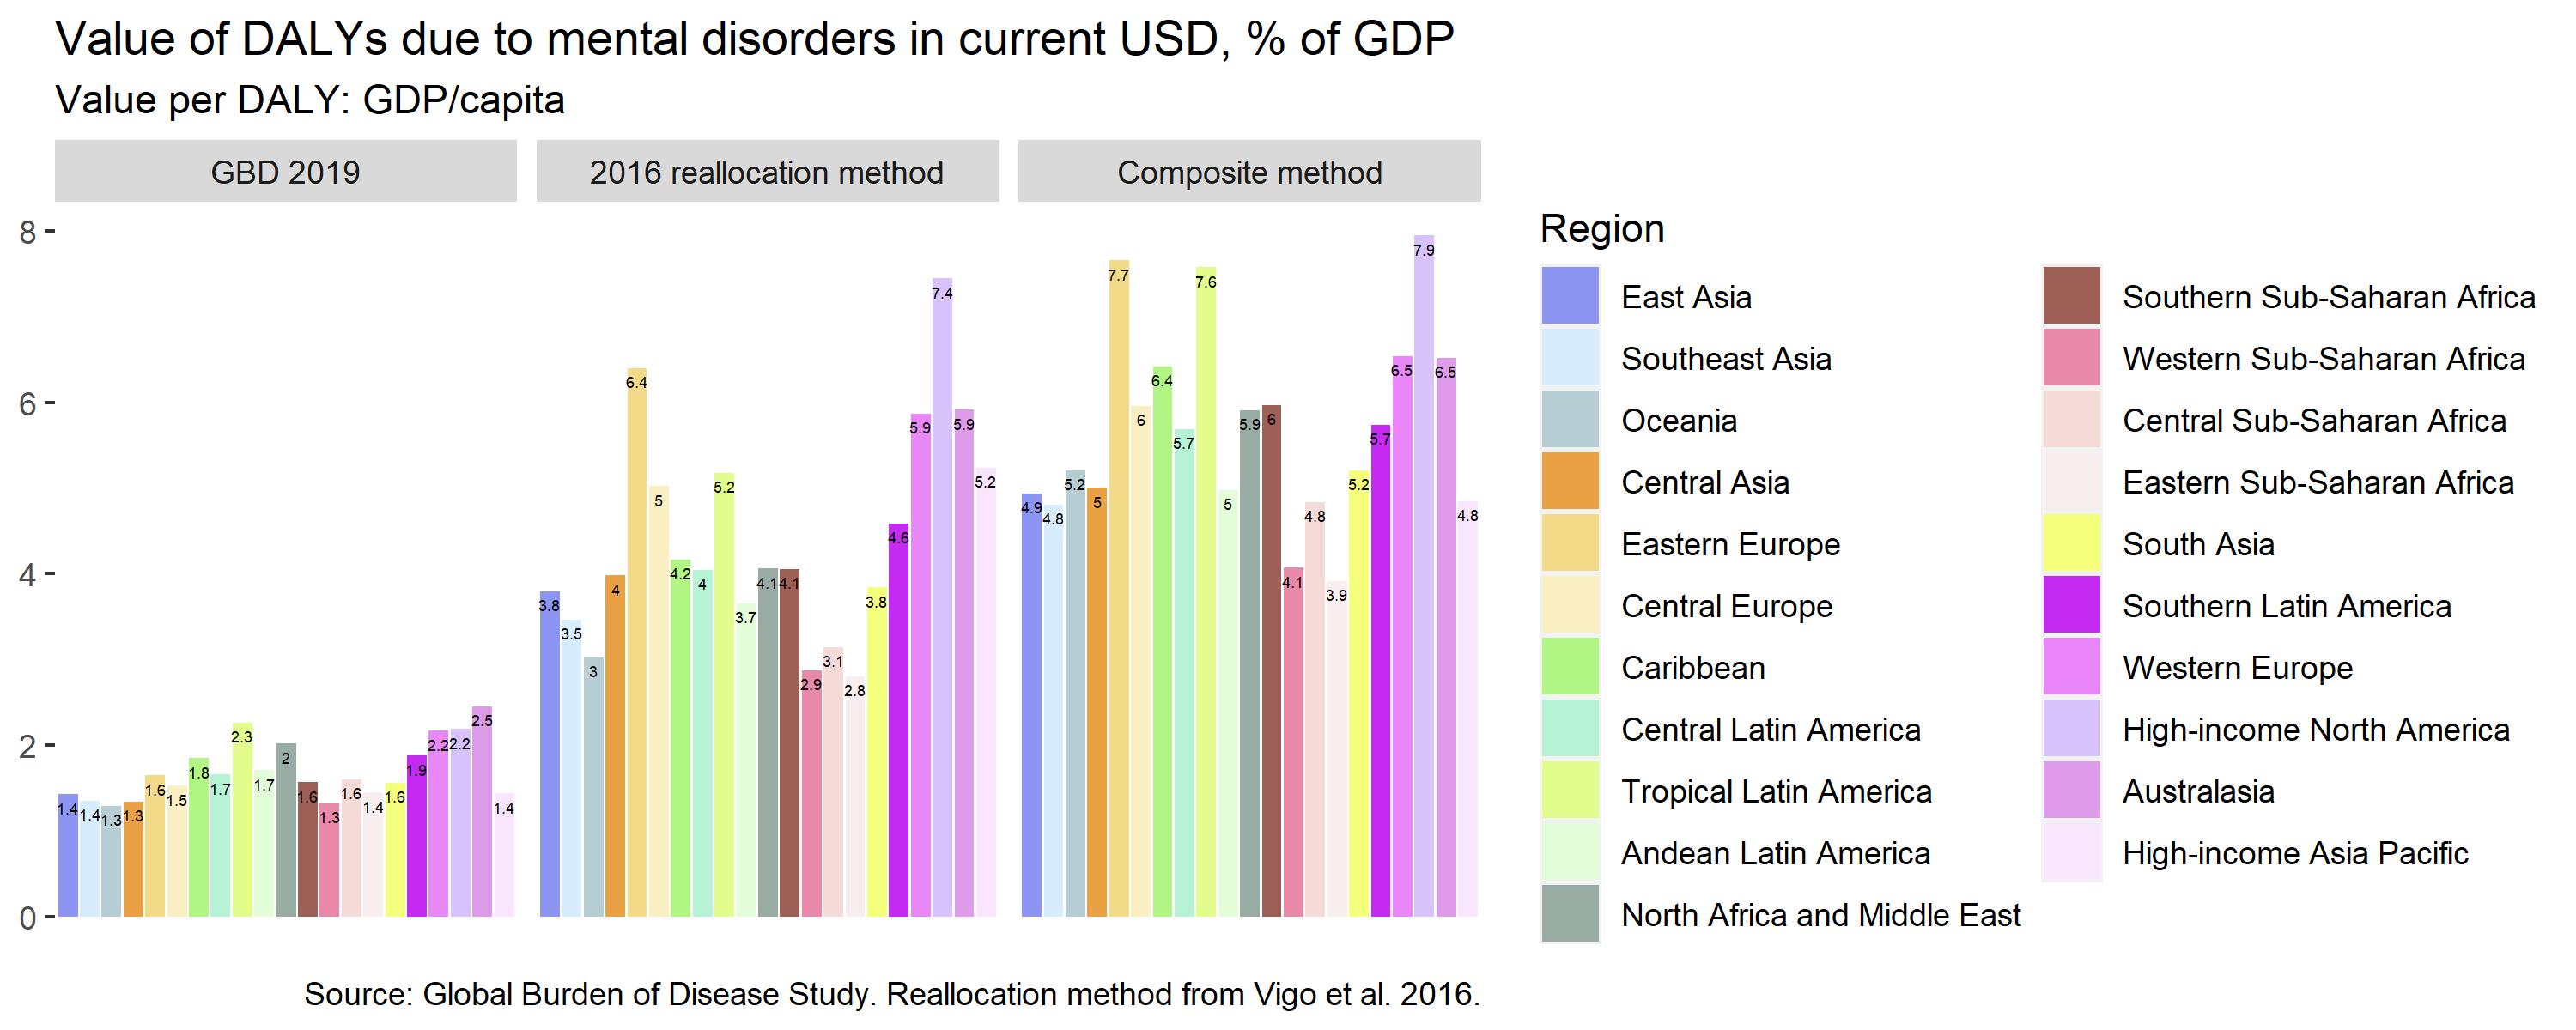 Value of DALYs due to mental disorders in current USD, % of GDP
Value per DALY: GDP/capita
GBD 2019
2016 reallocation method
Composite method
8
6
4
2
0
1.4
1.4
1.3
1.3
1.6
1.5
1.8
1.7
2.3
1.7
2
1.6
1.3
1.6
1.4
1.6
1.9
2.2
2.2
2.5
1.4
3.8
3.5
3
4
6.4
5
4.2
4
5.2
3.7
4.1
4.1
2.9
3.1
2.8
3.8
4.6
5.9
7.4
5.9
5.2
4.9
4.8
5.2
5
7.7
6
6.4
5.7
7.6
5
5.9
6
4.1
4.8
3.9
5.2
5.7
6.5
7.9
6.5
4.8
Region
East Asia
Southeast Asia
Oceania
Central Asia
Eastern Europe
Central Europe
Caribbean
Central Latin America
Tropical Latin America
Andean Latin America
North Africa and Middle East
Southern Sub-Saharan Africa
Western Sub-Saharan Africa
Central Sub-Saharan Africa
Eastern Sub-Saharan Africa
South Asia
Southern Latin America
Western Europe
High-income North America
Australasia
High-income Asia Pacific
Source: Global Burden of Disease Study. Reallocation method from Vigo et al. 2016.